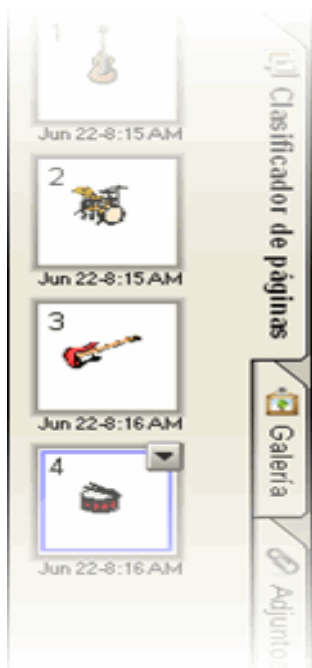 1
Jun 22-8:15 AM
2
Jun 22-8:15 AM
3
Jun 22-8:16 AM
4
Jun 22-8:16 AM
Clasificador de páginas
Galería
Adjuntos